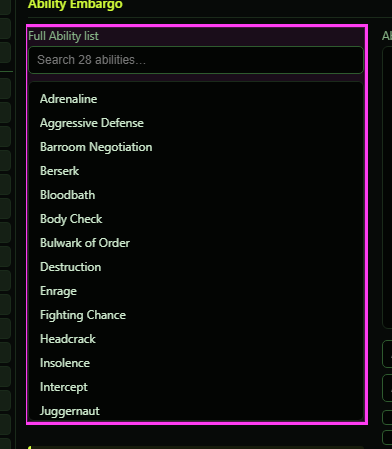 Ability Embargo
Full Ability list
Search 28 abilities...
Adrenaline
Aggressive Defense
Barroom Negotiation
Berserk
Bloodbath
Body Check
Bulwark of Order
Destruction
Enrage
Fighting Chance
Headcrack
Insolence
Intercept
Juggernaut